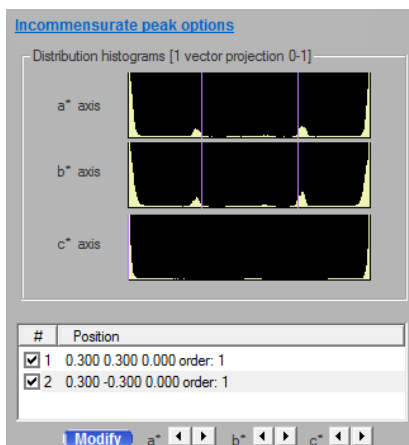 Incommensurate peak options
Distribution histograms [1 vector projection 0-1]
a* axis
b* axis
c* axis
# Position
1 0.300 0.300 0.000 order: 1
2 0.300 -0.300 0.000 order: 1
Modify a* b* c*